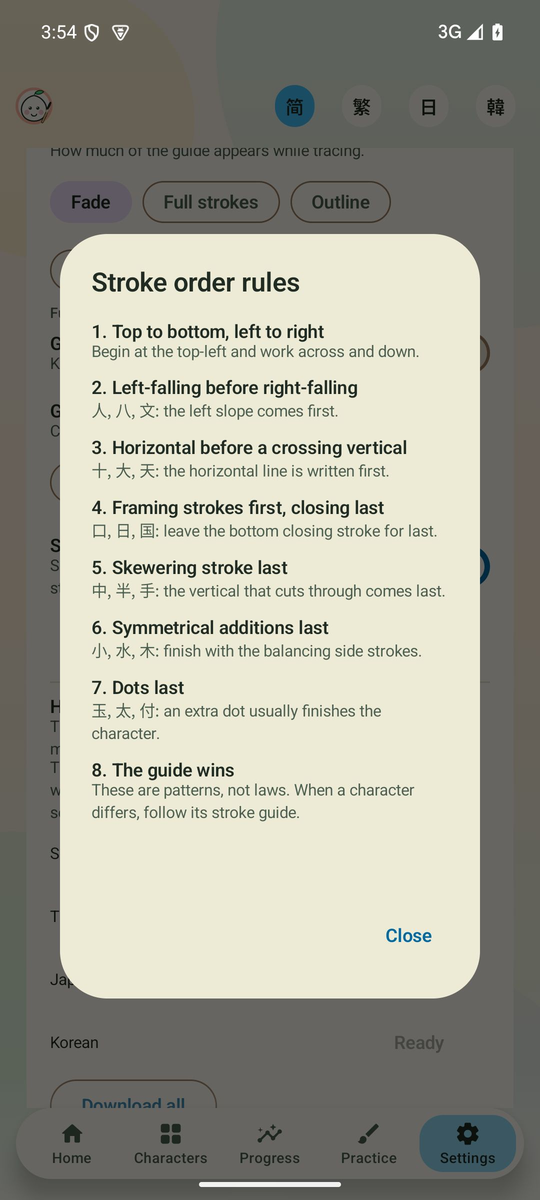 3:54
3G
简 繁 日 韓
How much of the guide appears while tracing.
Fade Full strokes Outline
Stroke order rules
1. Top to bottom, left to right
Begin at the top-left and work across and down.
2. Left-falling before right-falling
人, 八, 文: the left slope comes first.
3. Horizontal before a crossing vertical
十, 大, 天: the horizontal line is written first.
4. Framing strokes first, closing last
口, 日, 国: leave the bottom closing stroke for last.
5. Skewering stroke last
中, 半, 手: the vertical that cuts through comes last.
6. Symmetrical additions last
小, 水, 木: finish with the balancing side strokes.
7. Dots last
玉, 太, 付: an extra dot usually finishes the
character.
8. The guide wins
These are patterns, not laws. When a character
differs, follow its stroke guide.
Close
Korean Ready
Download all
Home Characters Progress Practice Settings